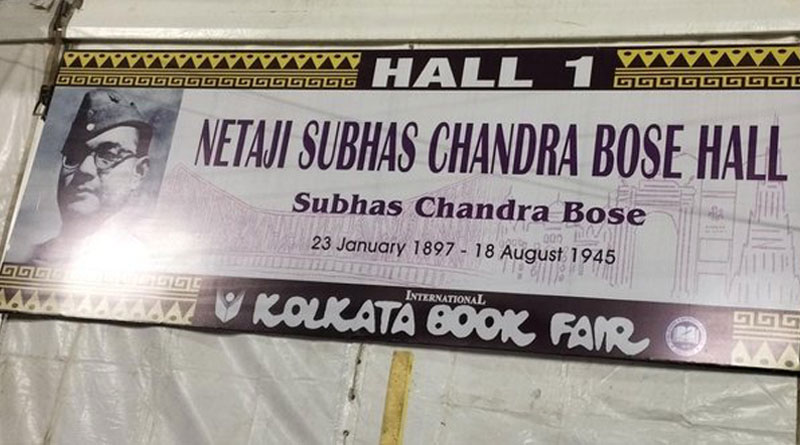 HALL 1
NETAJI SUBHAS CHANDRA BOSE HALL
Subhas Chandra Bose
23 January 1897 - 18 August 1945
INTERNATIONAL
KOLKATA BOOK FAIR